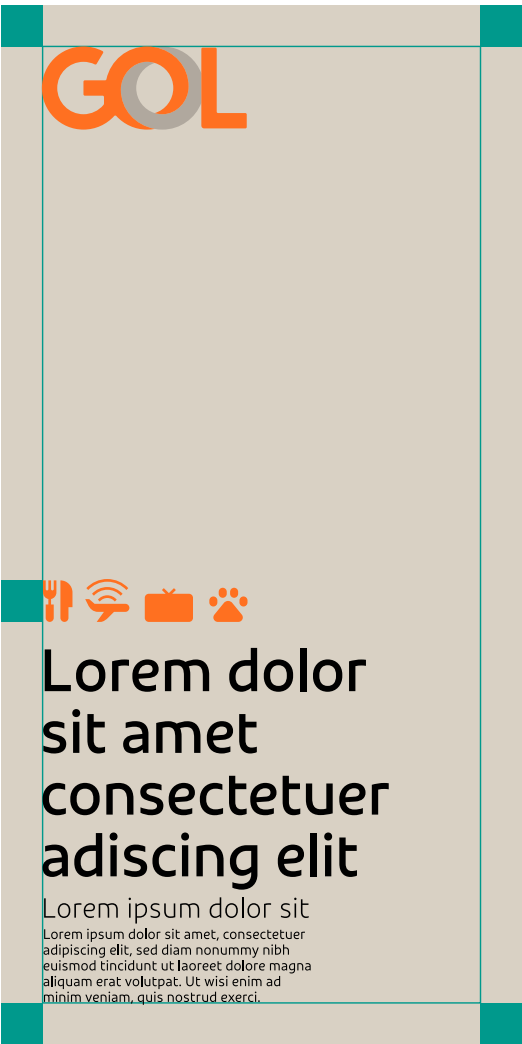 GOL
Lorem dolor
sit amet
consectetuer
adiscing elit
Lorem ipsum dolor sit
Lorem ipsum dolor sit amet, consectetuer
adipiscing elit, sed diam nonummy nibh
euismod tincidunt ut laoreet dolore magna
aliquam erat volutpat. Ut wisi enim ad
minim veniam, quis nostrud exerci.